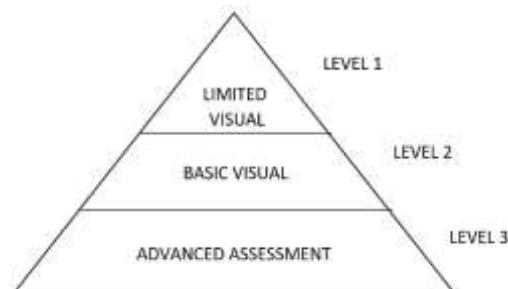 LEVEL 1
LIMITED
VISUAL
LEVEL 2
BASIC VISUAL
LEVEL 3
ADVANCED ASSESSMENT